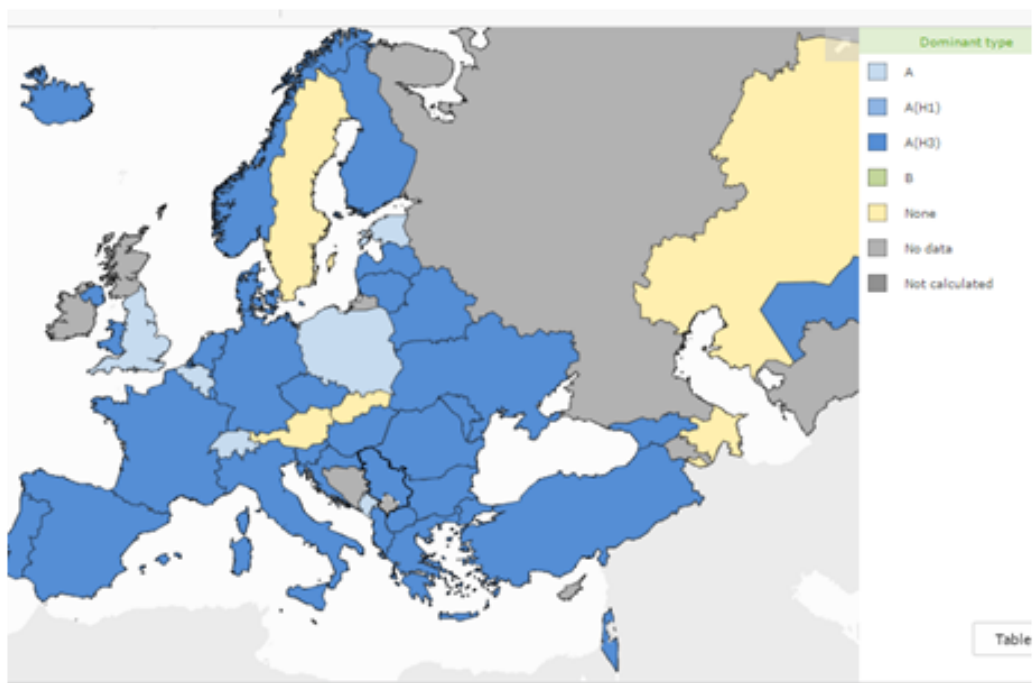 Dominant type
A
A(H1)
A(H3)
B
None
No data
Not calculated
Table